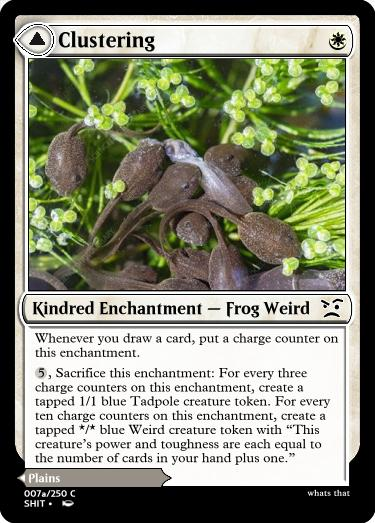 Clustering
Kindred Enchantment — Frog Weird
Whenever you draw a card, put a charge counter
on this enchantment.
5, Sacrifice this enchantment: For every three
charge counters on this enchantment, create a
tapped 1/1 blue Tadpole creature token. For every
ten charge counters on this enchantment, create a
tapped */* blue Weird creature token with “This
creature’s power and toughness are each equal to
the number of cards in your hand plus one.”
Plains
007a/250 C
SHIT •
whats that